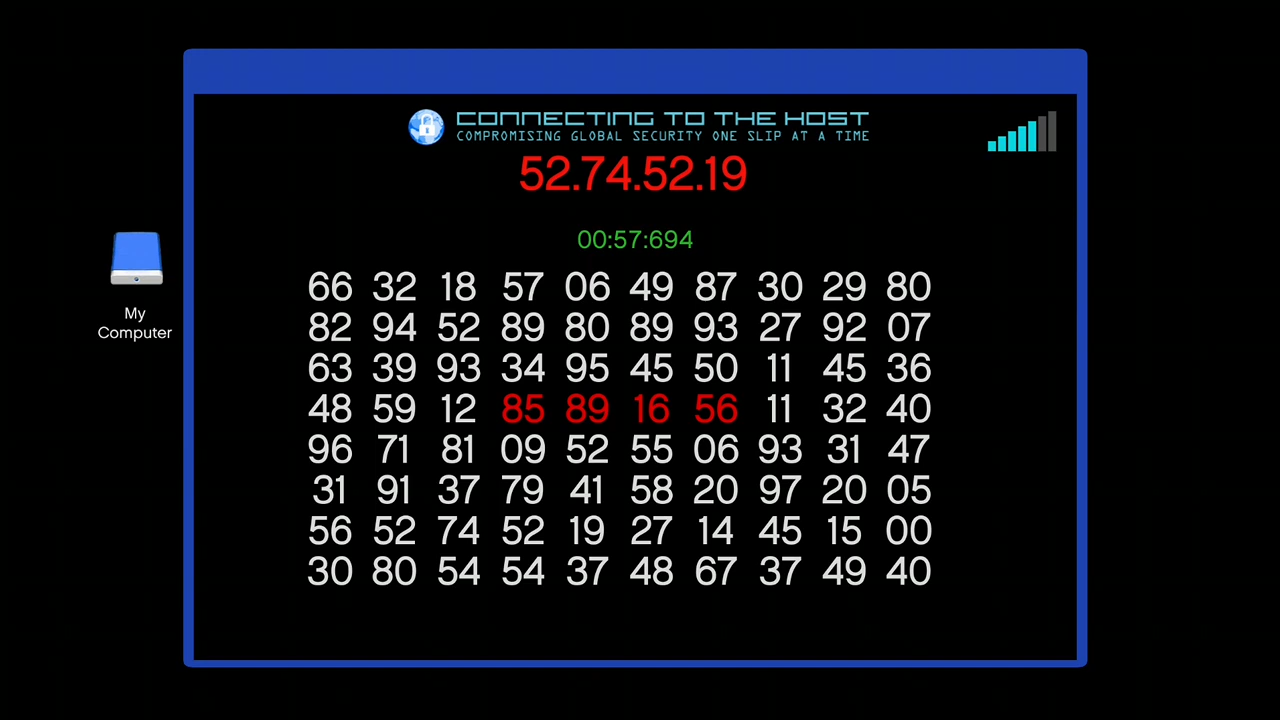 CONNECTING TO THE HOST
COMPROMISING GLOBAL SECURITY ONE SLIP AT A TIME
52.74.52.19
00:57:694
66 32 18 57 06 49 87 30 29 80
82 94 52 89 80 89 93 27 92 07
My
Computer
63 39 93 34 95 45 50 11 45 36
48 59 12 85 89 16 56 11 32 40
96 71 81 09 52 55 06 93 31 47
31 91 37 79 41 58 20 97 20 05
56 52 74 52 19 27 14 45 15 00
30 80 54 54 37 48 67 37 49 40